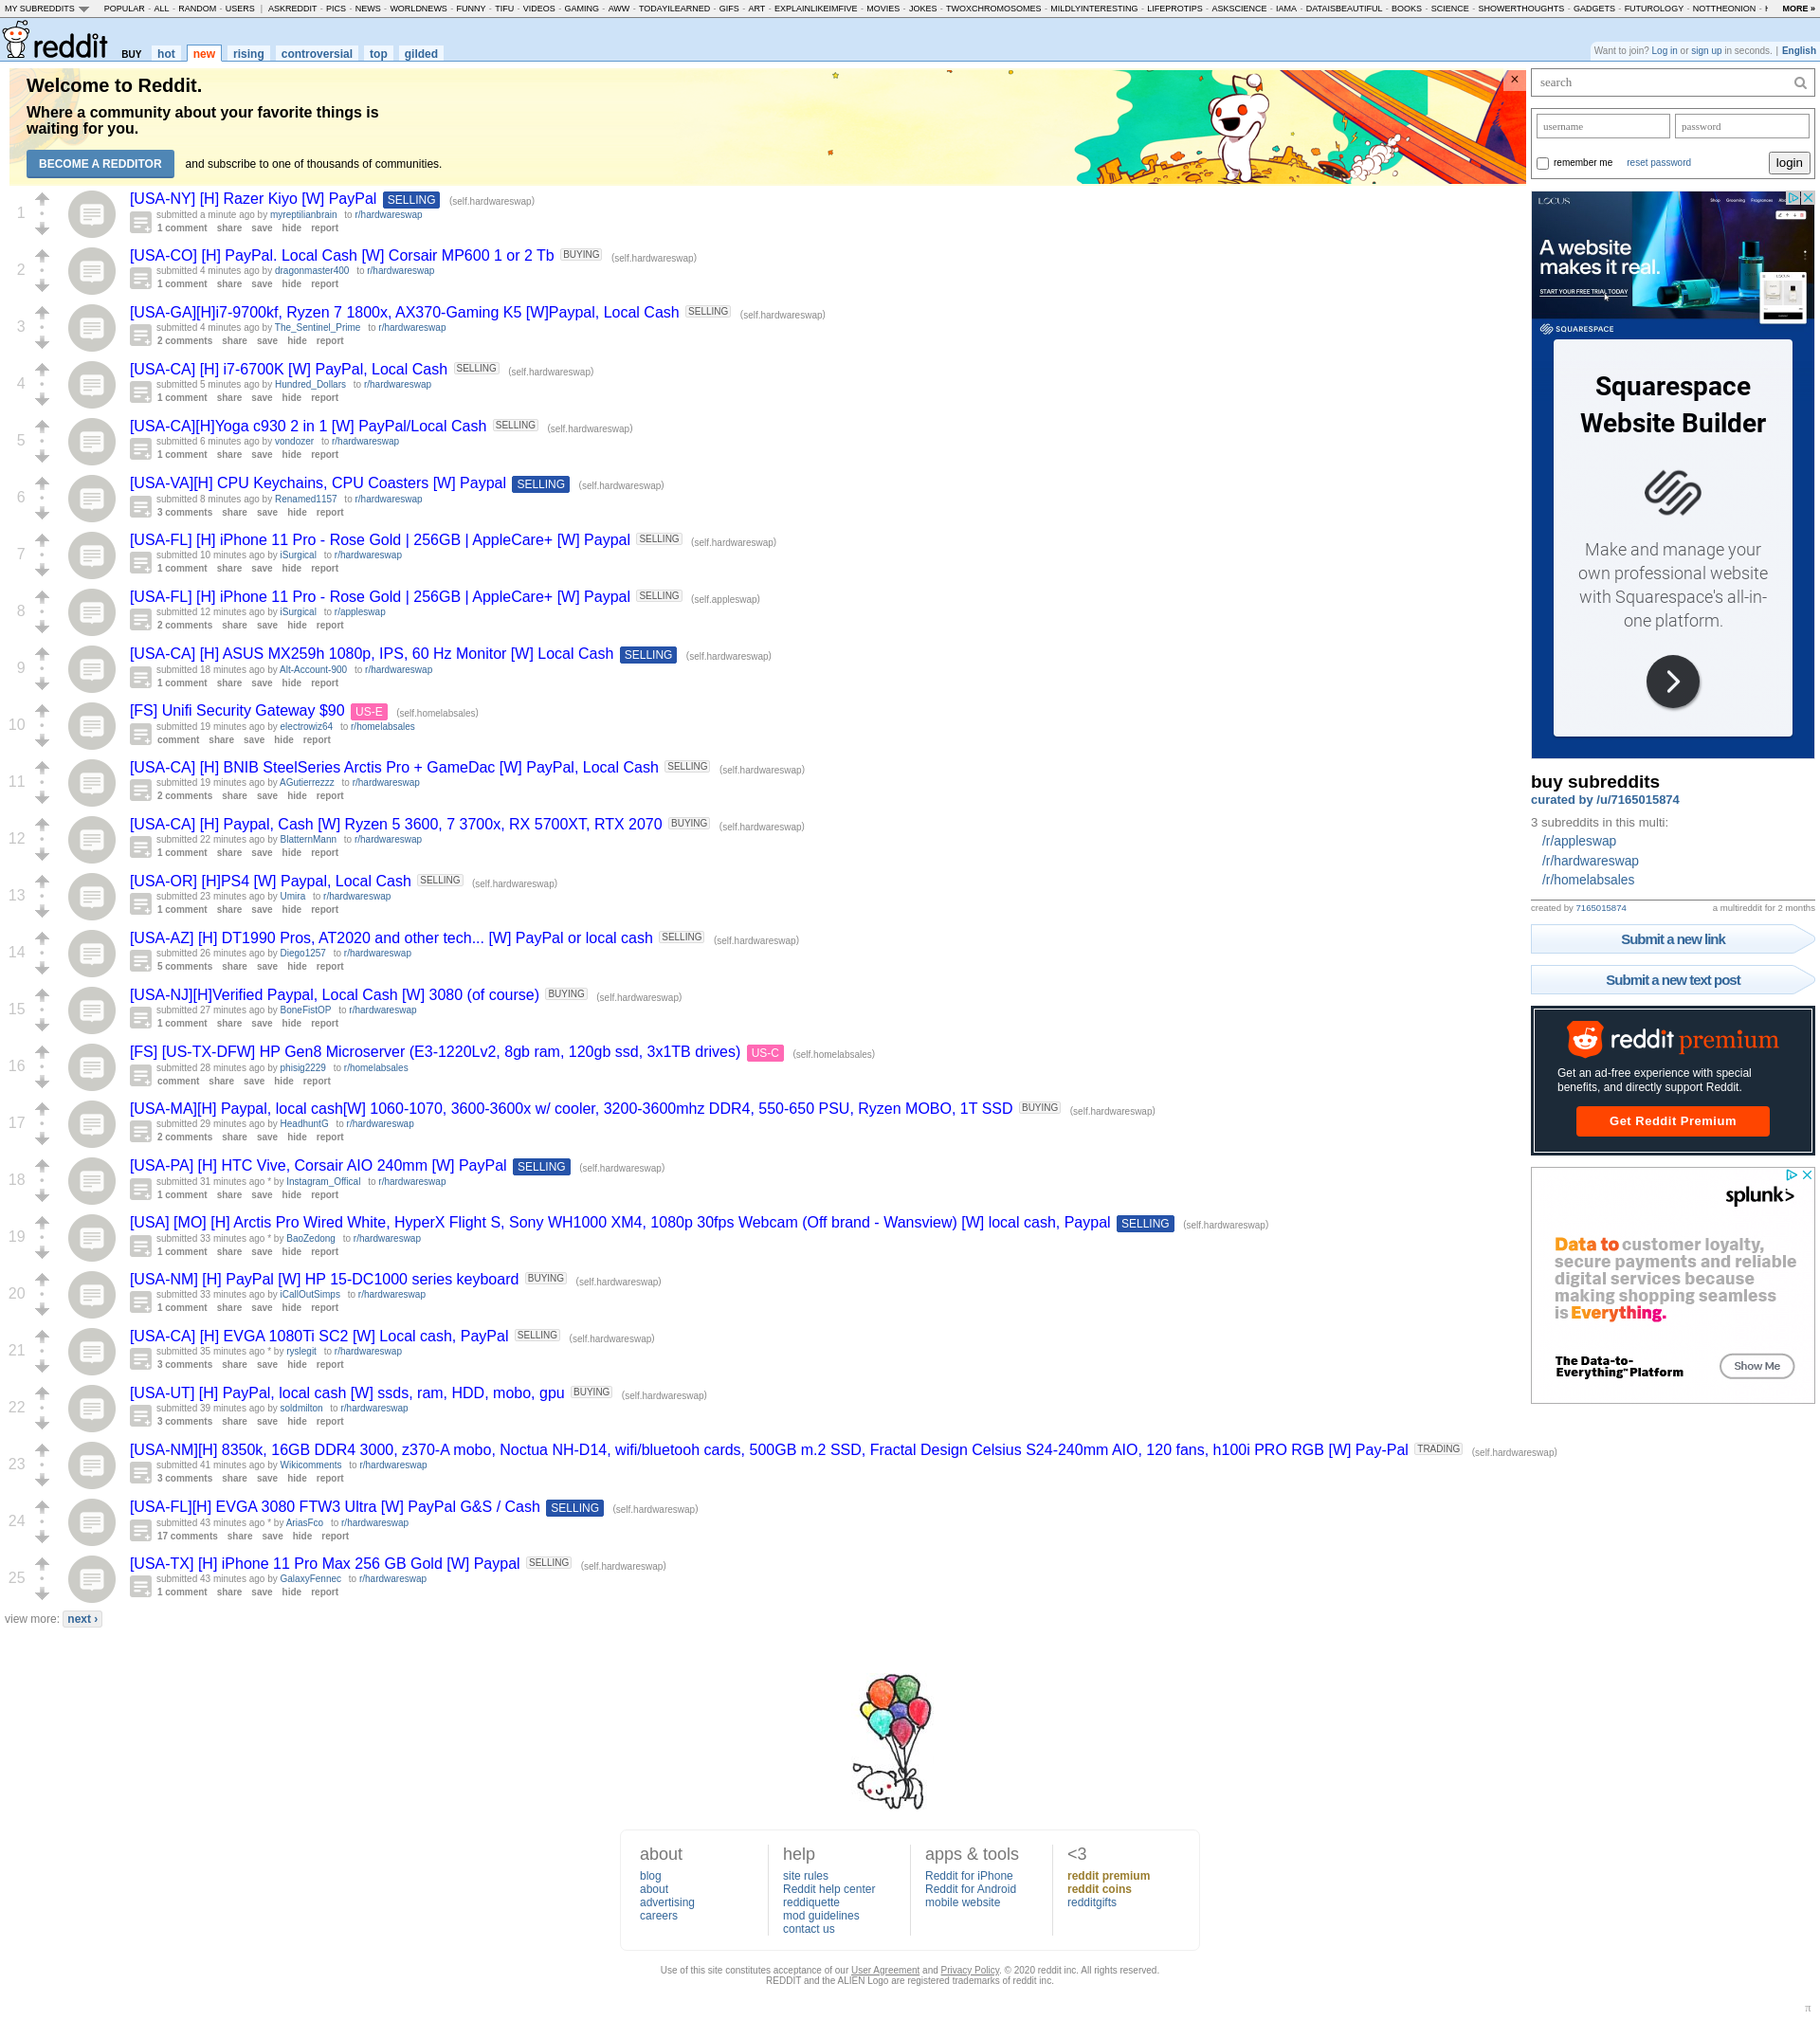 MY SUBREDDITS POPULAR - ALL - RANDOM - USERS | ASKREDDIT - PICS - NEWS - WORLDNEWS - FUNNY - TIFU - VIDEOS - GAMING - AWW - TODAYILEARNED - GIFS - ART - EXPLAINLIKEIMFIVE - MOVIES - JOKES - TWOXCHROMOSOMES - MILDLYINTERESTING - LIFEPROTIPS - ASKSCIENCE - IAMA - DATAISBEAUTIFUL - BOOKS - SCIENCE - SHOWERTHOUGHTS - GADGETS - FUTUROLOGY - NOTTHEONION - MORE »
reddit BUY hot new rising controversial top gilded
Want to join? Log in or sign up in seconds. | English
Welcome to Reddit.
Where a community about your favorite things is
waiting for you.
BECOME A REDDITOR and subscribe to one of thousands of communities.
1
[USA-NY] [H] Razer Kiyo [W] PayPal SELLING (self.hardwareswap)
submitted a minute ago by myreptilianbrain to r/hardwareswap
1 comment share save hide report
2
[USA-CO] [H] PayPal. Local Cash [W] Corsair MP600 1 or 2 Tb BUYING (self.hardwareswap)
submitted 4 minutes ago by dragonmaster400 to r/hardwareswap
1 comment share save hide report
3
[USA-GA][H]i7-9700kf, Ryzen 7 1800x, AX370-Gaming K5 [W]Paypal, Local Cash SELLING (self.hardwareswap)
submitted 4 minutes ago by The_Sentinel_Prime to r/hardwareswap
2 comments share save hide report
4
[USA-CA] [H] i7-6700K [W] PayPal, Local Cash SELLING (self.hardwareswap)
submitted 5 minutes ago by Hundred_Dollars to r/hardwareswap
1 comment share save hide report
5
[USA-CA][H]Yoga c930 2 in 1 [W] PayPal/Local Cash SELLING (self.hardwareswap)
submitted 6 minutes ago by vondozer to r/hardwareswap
1 comment share save hide report
6
[USA-VA][H] CPU Keychains, CPU Coasters [W] Paypal SELLING (self.hardwareswap)
submitted 8 minutes ago by Renamed1157 to r/hardwareswap
3 comments share save hide report
7
[USA-FL] [H] iPhone 11 Pro - Rose Gold | 256GB | AppleCare+ [W] Paypal SELLING (self.hardwareswap)
submitted 10 minutes ago by iSurgical to r/hardwareswap
1 comment share save hide report
8
[USA-FL] [H] iPhone 11 Pro - Rose Gold | 256GB | AppleCare+ [W] Paypal SELLING (self.appleswap)
submitted 12 minutes ago by iSurgical to r/appleswap
2 comments share save hide report
9
[USA-CA] [H] ASUS MX259h 1080p, IPS, 60 Hz Monitor [W] Local Cash SELLING (self.hardwareswap)
submitted 18 minutes ago by Alt-Account-900 to r/hardwareswap
1 comment share save hide report
10
[FS] Unifi Security Gateway $90 US-E (self.homelabsales)
submitted 19 minutes ago by electrowiz64 to r/homelabsales
comment share save hide report
11
[USA-CA] [H] BNIB SteelSeries Arctis Pro + GameDac [W] PayPal, Local Cash SELLING (self.hardwareswap)
submitted 19 minutes ago by AGutierrezzz to r/hardwareswap
2 comments share save hide report
12
[USA-CA] [H] Paypal, Cash [W] Ryzen 5 3600, 7 3700x, RX 5700XT, RTX 2070 BUYING (self.hardwareswap)
submitted 22 minutes ago by BlatternMann to r/hardwareswap
1 comment share save hide report
13
[USA-OR] [H]PS4 [W] Paypal, Local Cash SELLING (self.hardwareswap)
submitted 23 minutes ago by Umira to r/hardwareswap
1 comment share save hide report
14
[USA-AZ] [H] DT1990 Pros, AT2020 and other tech... [W] PayPal or local cash SELLING (self.hardwareswap)
submitted 26 minutes ago by Diego1257 to r/hardwareswap
5 comments share save hide report
15
[USA-NJ][H]Verified Paypal, Local Cash [W] 3080 (of course) BUYING (self.hardwareswap)
submitted 27 minutes ago by BoneFistOP to r/hardwareswap
1 comment share save hide report
16
[FS] [US-TX-DFW] HP Gen8 Microserver (E3-1220Lv2, 8gb ram, 120gb ssd, 3x1TB drives) US-C (self.homelabsales)
submitted 28 minutes ago by phisig2229 to r/homelabsales
comment share save hide report
17
[USA-MA][H] Paypal, local cash[W] 1060-1070, 3600-3600x w/ cooler, 3200-3600mhz DDR4, 550-650 PSU, Ryzen MOBO, 1T SSD BUYING (self.hardwareswap)
submitted 29 minutes ago by HeadhuntG to r/hardwareswap
2 comments share save hide report
18
[USA-PA] [H] HTC Vive, Corsair AIO 240mm [W] PayPal SELLING (self.hardwareswap)
submitted 31 minutes ago * by Instagram_Offical to r/hardwareswap
1 comment share save hide report
19
[USA] [MO] [H] Arctis Pro Wired White, HyperX Flight S, Sony WH1000 XM4, 1080p 30fps Webcam (Off brand - Wansview) [W] local cash, Paypal SELLING (self.hardwareswap)
submitted 33 minutes ago * by BaoZedong to r/hardwareswap
1 comment share save hide report
20
[USA-NM] [H] PayPal [W] HP 15-DC1000 series keyboard BUYING (self.hardwareswap)
submitted 33 minutes ago by iCallOutSimps to r/hardwareswap
1 comment share save hide report
21
[USA-CA] [H] EVGA 1080Ti SC2 [W] Local cash, PayPal SELLING (self.hardwareswap)
submitted 35 minutes ago * by ryslegit to r/hardwareswap
3 comments share save hide report
22
[USA-UT] [H] PayPal, local cash [W] ssds, ram, HDD, mobo, gpu BUYING (self.hardwareswap)
submitted 39 minutes ago by soldmilton to r/hardwareswap
3 comments share save hide report
23
[USA-NM][H] 8350k, 16GB DDR4 3000, z370-A mobo, Noctua NH-D14, wifi/bluetooh cards, 500GB m.2 SSD, Fractal Design Celsius S24-240mm AIO, 120 fans, h100i PRO RGB [W] Pay-Pal TRADING (self.hardwareswap)
submitted 41 minutes ago by Wikicomments to r/hardwareswap
3 comments share save hide report
24
[USA-FL][H] EVGA 3080 FTW3 Ultra [W] PayPal G&S / Cash SELLING (self.hardwareswap)
submitted 43 minutes ago * by AriasFco to r/hardwareswap
17 comments share save hide report
25
[USA-TX] [H] iPhone 11 Pro Max 256 GB Gold [W] Paypal SELLING (self.hardwareswap)
submitted 43 minutes ago by GalaxyFennec to r/hardwareswap
1 comment share save hide report
view more: next ›
search
username password
remember me reset password login
LOCUS
Shop Grooming Fragrances
A website
makes it real.
START YOUR FREE TRIAL TODAY
SQUARESPACE
Squarespace
Website Builder
Make and manage your
own professional website
with Squarespace's all-in-
one platform.
buy subreddits
curated by /u/7165015874
3 subreddits in this multi:
/r/appleswap
/r/hardwareswap
/r/homelabsales
created by 7165015874 a multireddit for 2 months
Submit a new link
Submit a new text post
reddit premium
Get an ad-free experience with special
benefits, and directly support Reddit.
Get Reddit Premium
splunk>
Data to customer loyalty,
secure payments and reliable
digital services because
making shopping seamless
is Everything.
The Data-to-
Everything™ Platform
Show Me
about
blog
about
advertising
careers
help
site rules
Reddit help center
reddiquette
mod guidelines
contact us
apps & tools
Reddit for iPhone
Reddit for Android
mobile website
<3
reddit premium
reddit coins
redditgifts
Use of this site constitutes acceptance of our User Agreement and Privacy Policy. © 2020 reddit inc. All rights reserved.
REDDIT and the ALIEN Logo are registered trademarks of reddit inc.
π